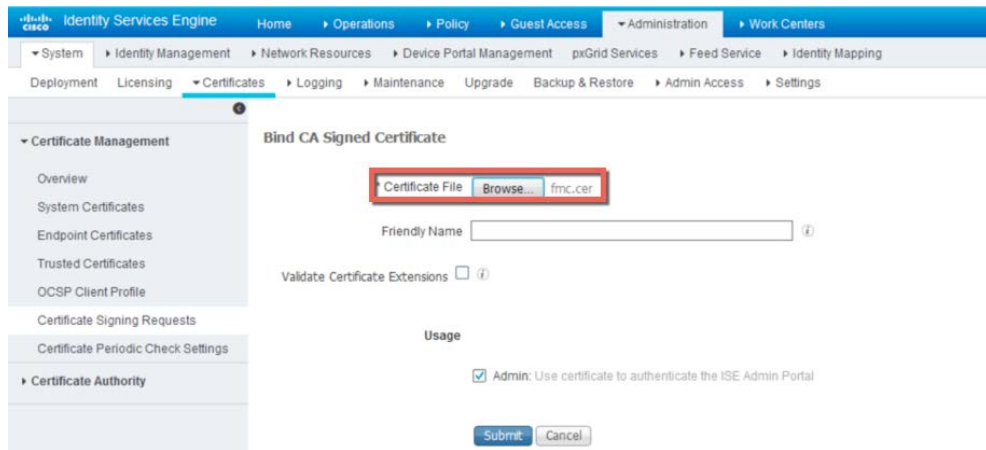 cisco Identity Services Engine Home Operations Policy Guest Access Administration Work Centers
System Identity Management Network Resources Device Portal Management pxGrid Services Feed Service Identity Mapping
Deployment Licensing Certificates Logging Maintenance Upgrade Backup & Restore Admin Access Settings
Certificate Management
Overview
System Certificates
Endpoint Certificates
Trusted Certificates
OCSP Client Profile
Certificate Signing Requests
Certificate Periodic Check Settings
Certificate Authority
Bind CA Signed Certificate
* Certificate File Browse... fmc.cer
Friendly Name
Validate Certificate Extensions
Usage
Admin: Use certificate to authenticate the ISE Admin Portal
Submit Cancel